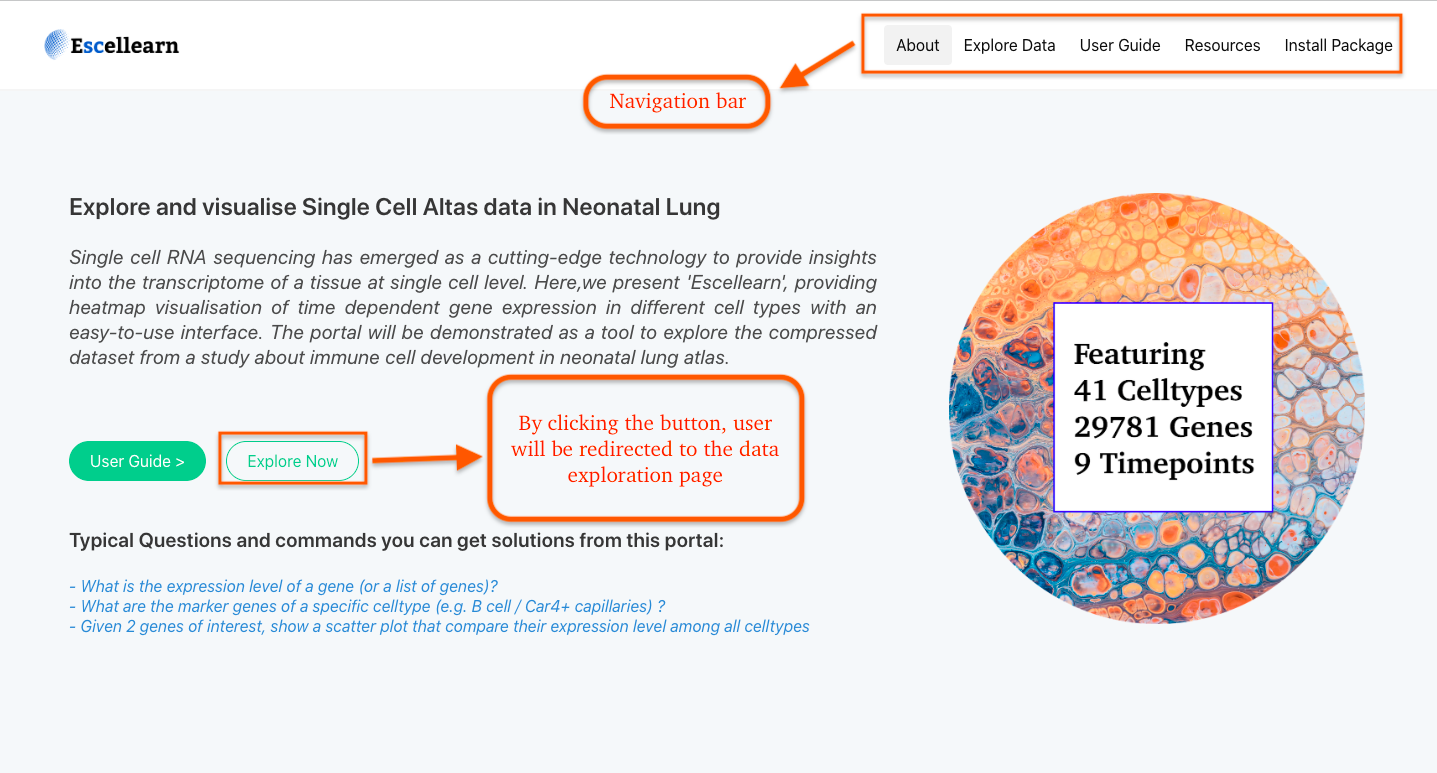 Escellearn
About Explore Data User Guide Resources Install Package
Navigation bar
Explore and visualise Single Cell Altas data in Neonatal Lung
Single cell RNA sequencing has emerged as a cutting-edge technology to provide insights
into the transcriptome of a tissue at single cell level. Here,we present 'Escellearn', providing
heatmap visualisation of time dependent gene expression in different cell types with an
easy-to-use interface. The portal will be demonstrated as a tool to explore the compressed
dataset from a study about immune cell development in neonatal lung atlas.
User Guide >
Explore Now
By clicking the button, user
will be redirected to the data
exploration page
Typical Questions and commands you can get solutions from this portal:
- What is the expression level of a gene (or a list of genes)?
- What are the marker genes of a specific celltype (e.g. B cell / Car4+ capillaries) ?
- Given 2 genes of interest, show a scatter plot that compare their expression level among all celltypes
Featuring
41 Celltypes
29781 Genes
9 Timepoints